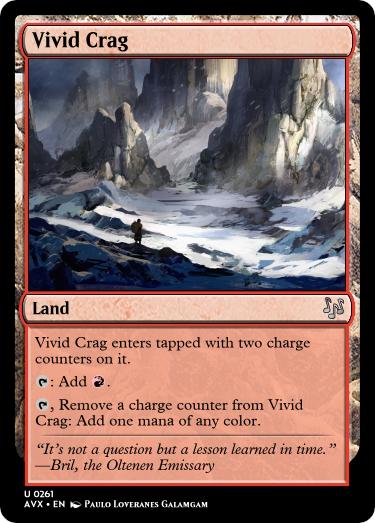 Vivid Crag
Land
Vivid Crag enters tapped with two charge
counters on it.
: Add .
, Remove a charge counter from Vivid
Crag: Add one mana of any color.
“It’s not a question but a lesson learned in time.”
—Bril, the Oltenen Emissary
U 0261
AVX • EN Paulo Loveranes Galamgam